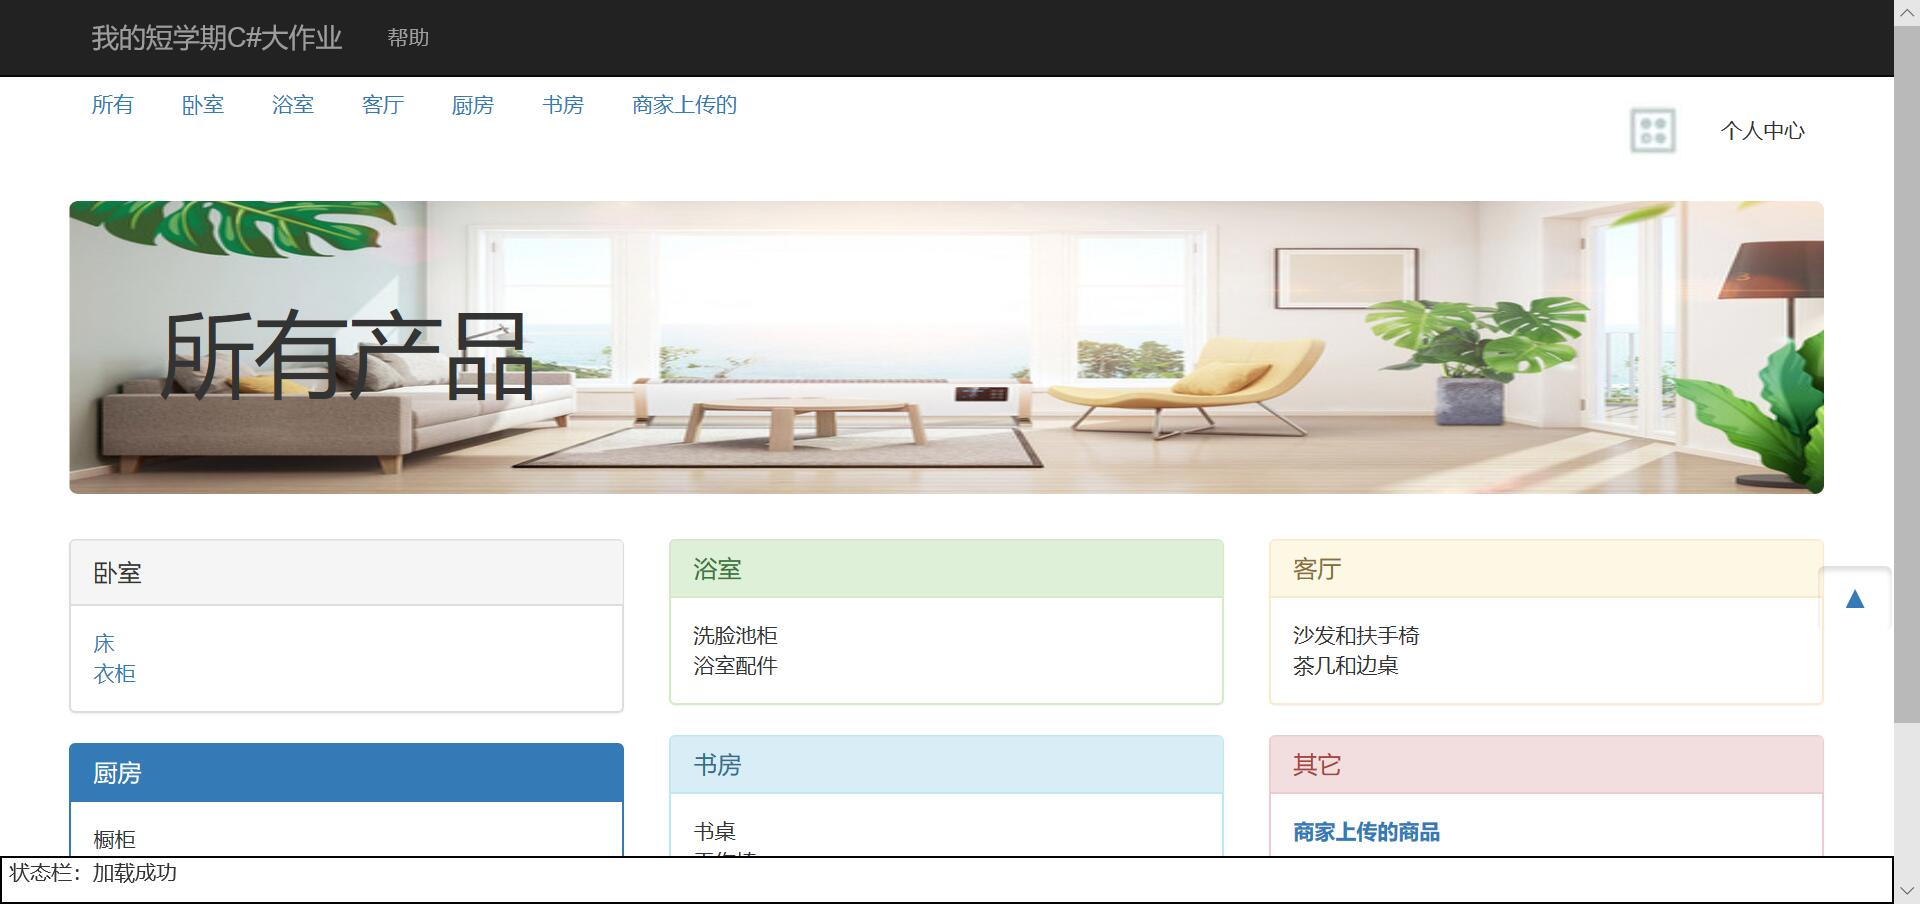 我的短学期C#大作业 帮助
所有 卧室 浴室 客厅 厨房 书房 商家上传的
个人中心
所有产品
卧室
床
衣柜
浴室
洗脸池柜
浴室配件
客厅
沙发和扶手椅
茶几和边桌
厨房
橱柜
书房
书桌
其它
商家上传的商品
状态栏：加载成功